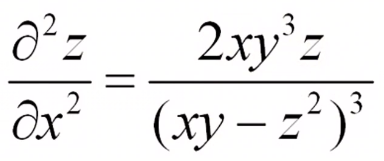 ∂²z/∂x² = 2xy³z/(xy − z²)³